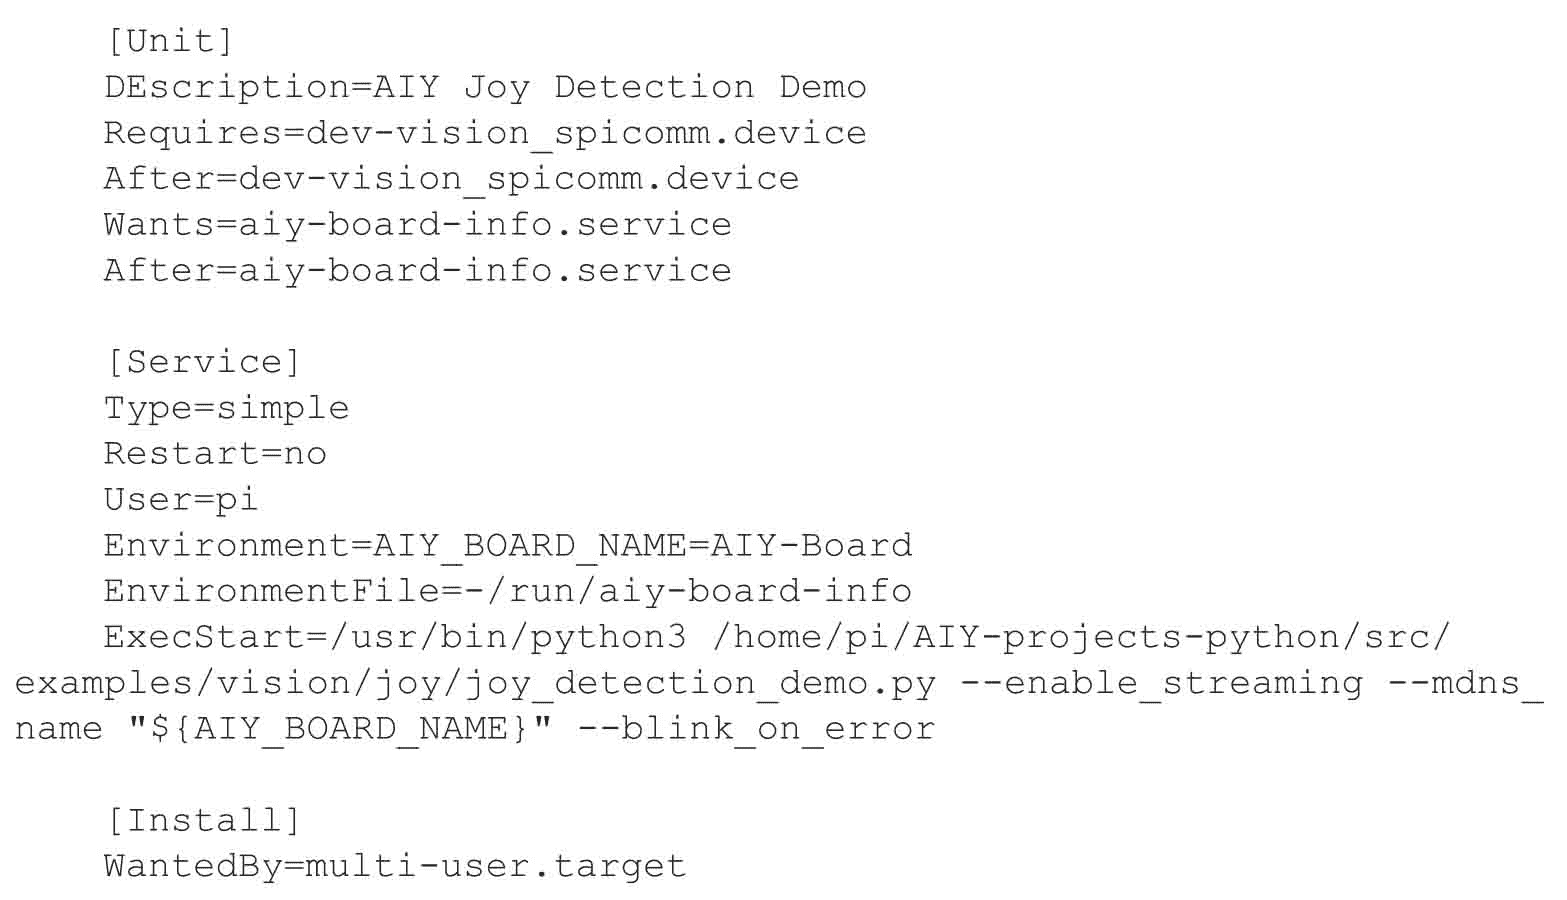 [Unit]
DEscription=AIY Joy Detection Demo
Requires=dev-vision_spicomm.device
After=dev-vision_spicomm.device
Wants=aiy-board-info.service
After=aiy-board-info.service
[Service]
Type=simple
Restart=no
User=pi
Environment=AIY_BOARD_NAME=AIY-Board
EnvironmentFile=-/run/aiy-board-info
ExecStart=/usr/bin/python3 /home/pi/AIY-projects-python/src/
examples/vision/joy/joy_detection_demo.py --enable_streaming --mdns_
name "${AIY_BOARD_NAME}" --blink_on_error
[Install]
WantedBy=multi-user.target